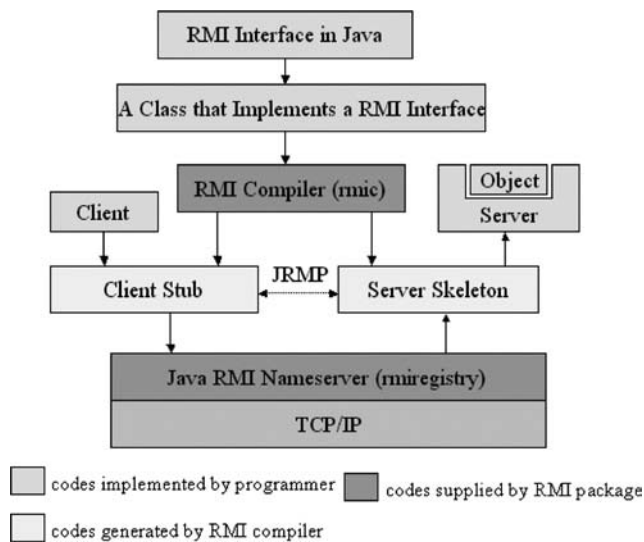 RMI Interface in Java
A Class that Implements a RMI Interface
RMI Compiler (rmic)
Object
Client
Server
JRMP
Client Stub
Server Skeleton
Java RMI Nameserver (rmiregistry)
TCP/IP
codes implemented by programmer
codes supplied by RMI package
codes generated by RMI compiler